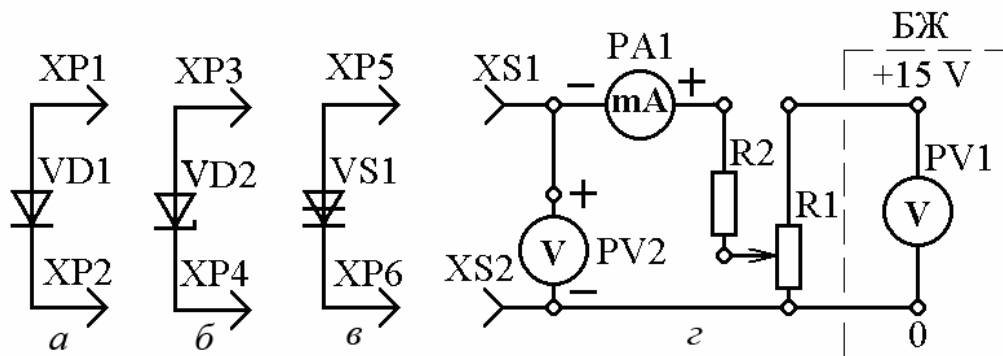 БЖ
XP1 XP3 XP5 XS1 PA1 +15 V
− mA +
VD1 VD2 VS1 R2 R1 PV1
+ V
V PV2
XP2 XP4 XP6 XS2
−
а б в г 0